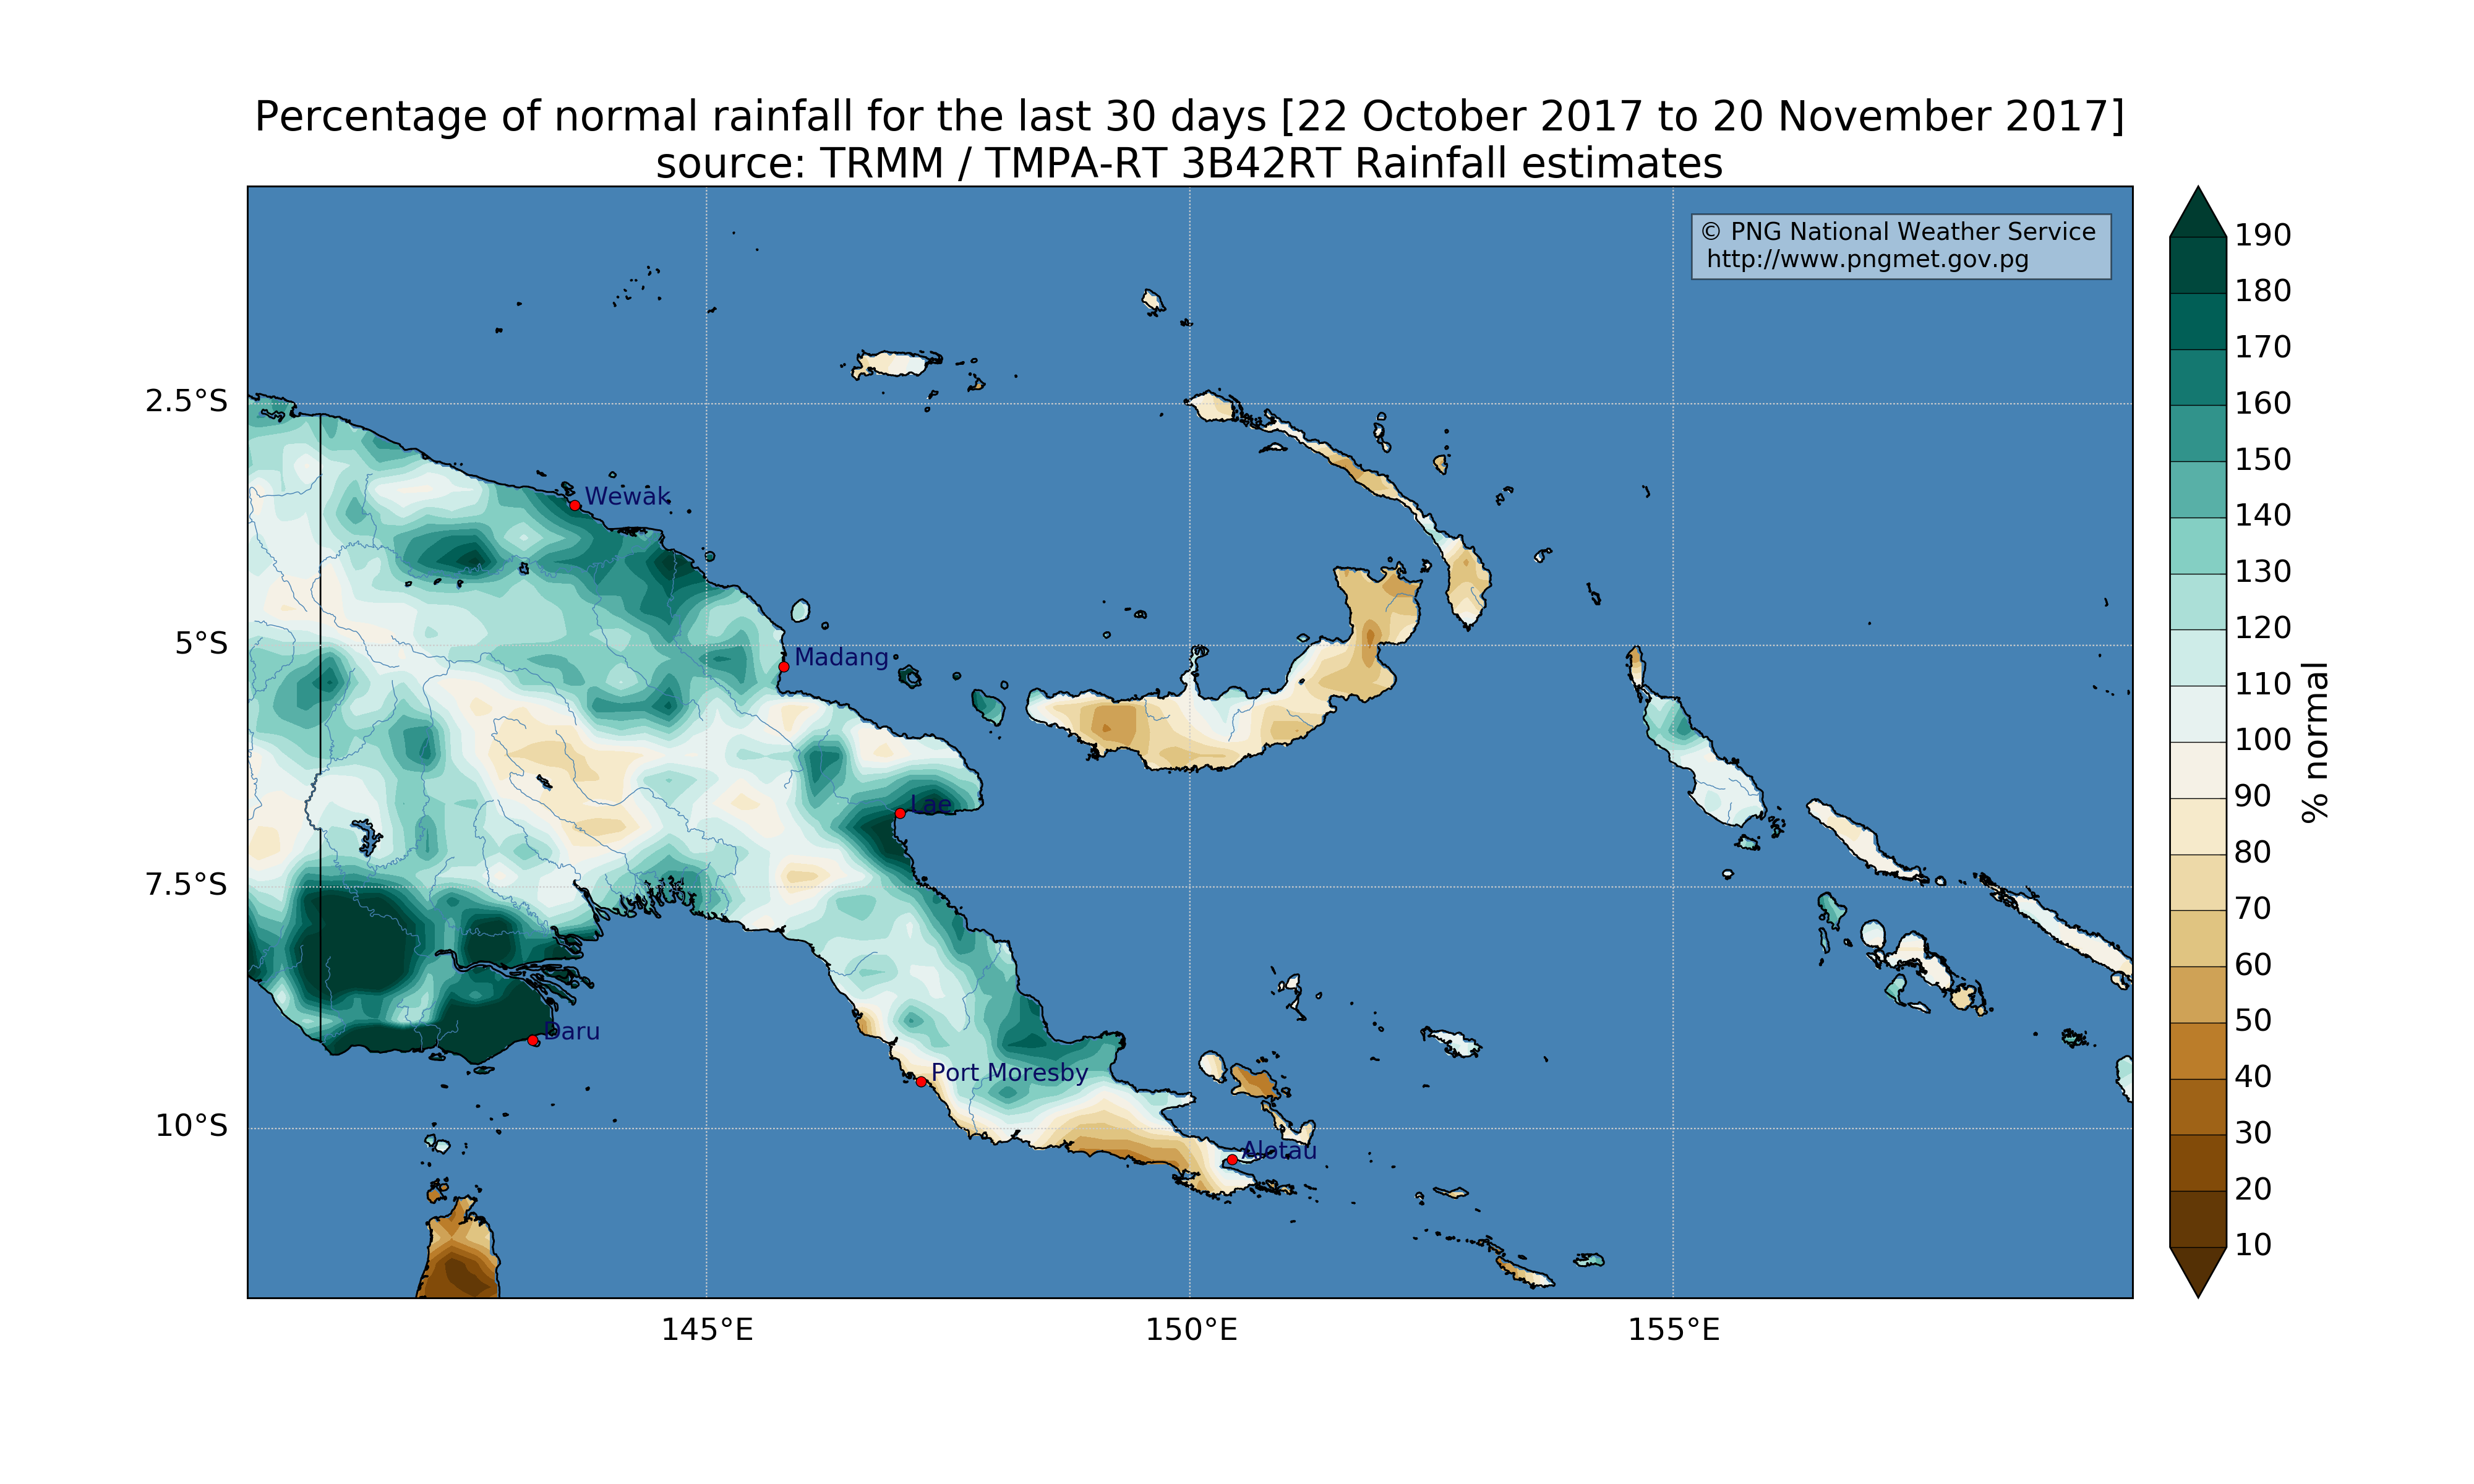 Percentage of normal rainfall for the last 30 days [22 October 2017 to 20 November 2017]
source: TRMM / TMPA-RT 3B42RT Rainfall estimates
© PNG National Weather Service
http://www.pngmet.gov.pg
2.5°S
5°S
7.5°S
10°S
Wewak
Madang
Lae
Daru
Port Moresby
Alotau
145°E
150°E
155°E
190
180
170
160
150
140
130
120
110
100
90
80
70
60
50
40
30
20
10
% normal